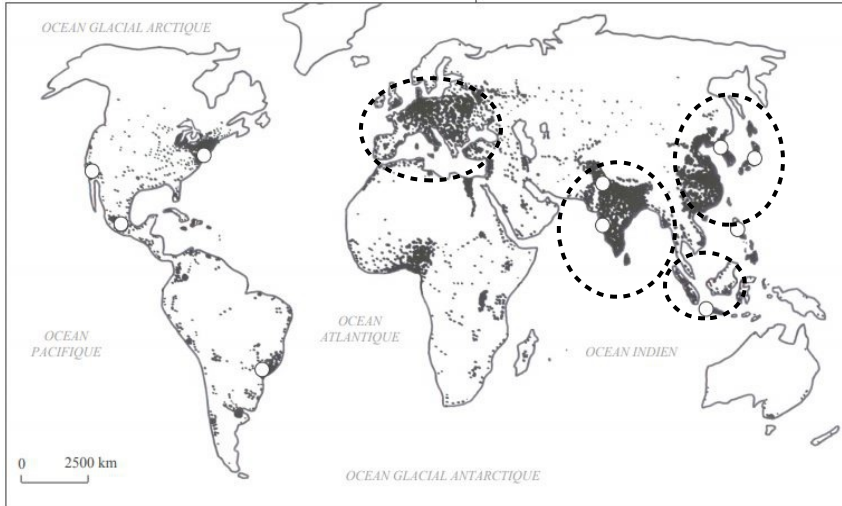 OCEAN GLACIAL ARCTIQUE
OCEAN
PACIFIQUE
OCEAN
ATLANTIQUE
OCEAN INDIEN
0 2500 km
OCEAN GLACIAL ANTARCTIQUE